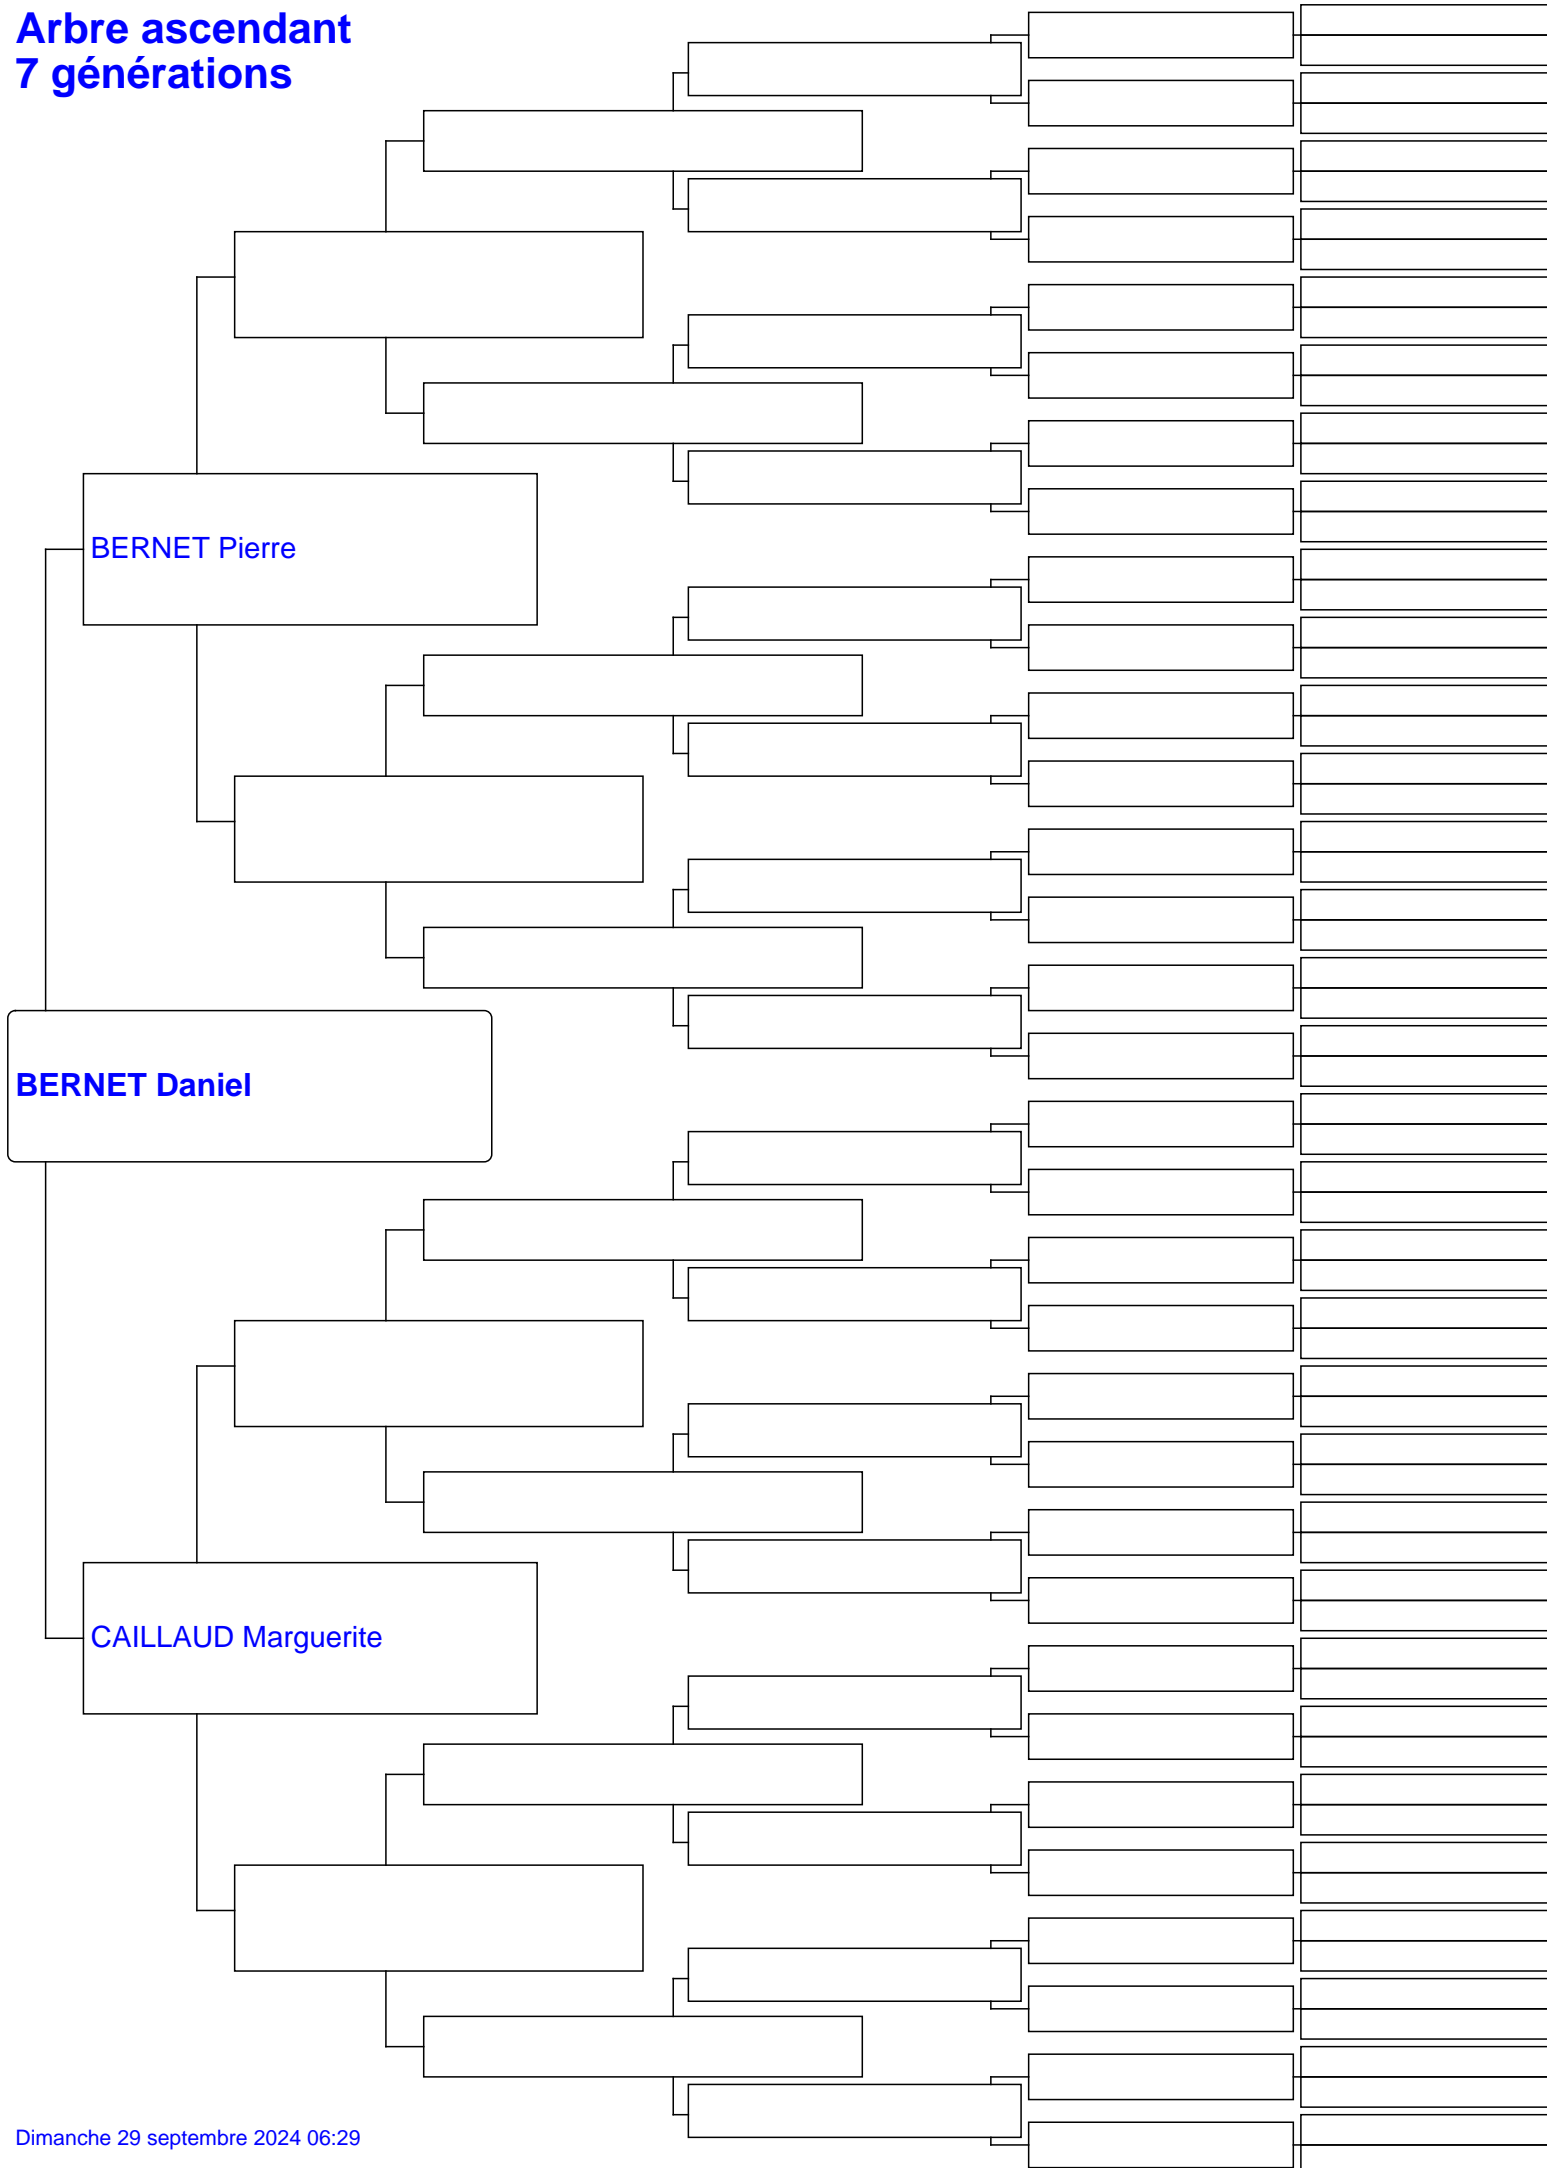 Arbre ascendant
7 générations
BERNET Pierre
BERNET Daniel
CAILLAUD Marguerite
Dimanche 29 septembre 2024 06:29